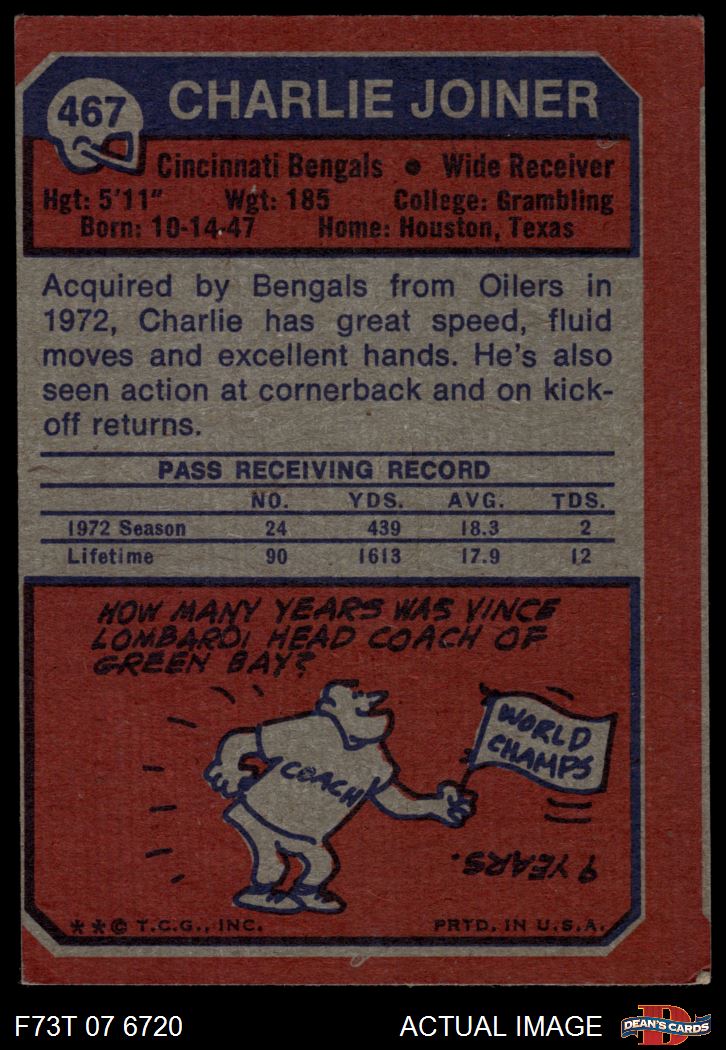 467
CHARLIE JOINER
Cincinnati Bengals • Wide Receiver
Hgt: 5'11" Wgt: 185 College: Grambling
Born: 10-14-47 Home: Houston, Texas
Acquired by Bengals from Oilers in
1972, Charlie has great speed, fluid
moves and excellent hands. He's also
seen action at cornerback and on kick-
off returns.
PASS RECEIVING RECORD
NO. YDS. AVG. TDS.
1972 Season 24 439 18.3 2
Lifetime 90 1613 17.9 12
HOW MANY YEARS WAS VINCE
LOMBARDI HEAD COACH OF
GREEN BAY?
WORLD
CHAMPS
COACH
9 YEARS.
**© T.C.G., INC. PRTD. IN U.S.A.
F73T 07 6720 ACTUAL IMAGE
D
DEAN'S CARDS